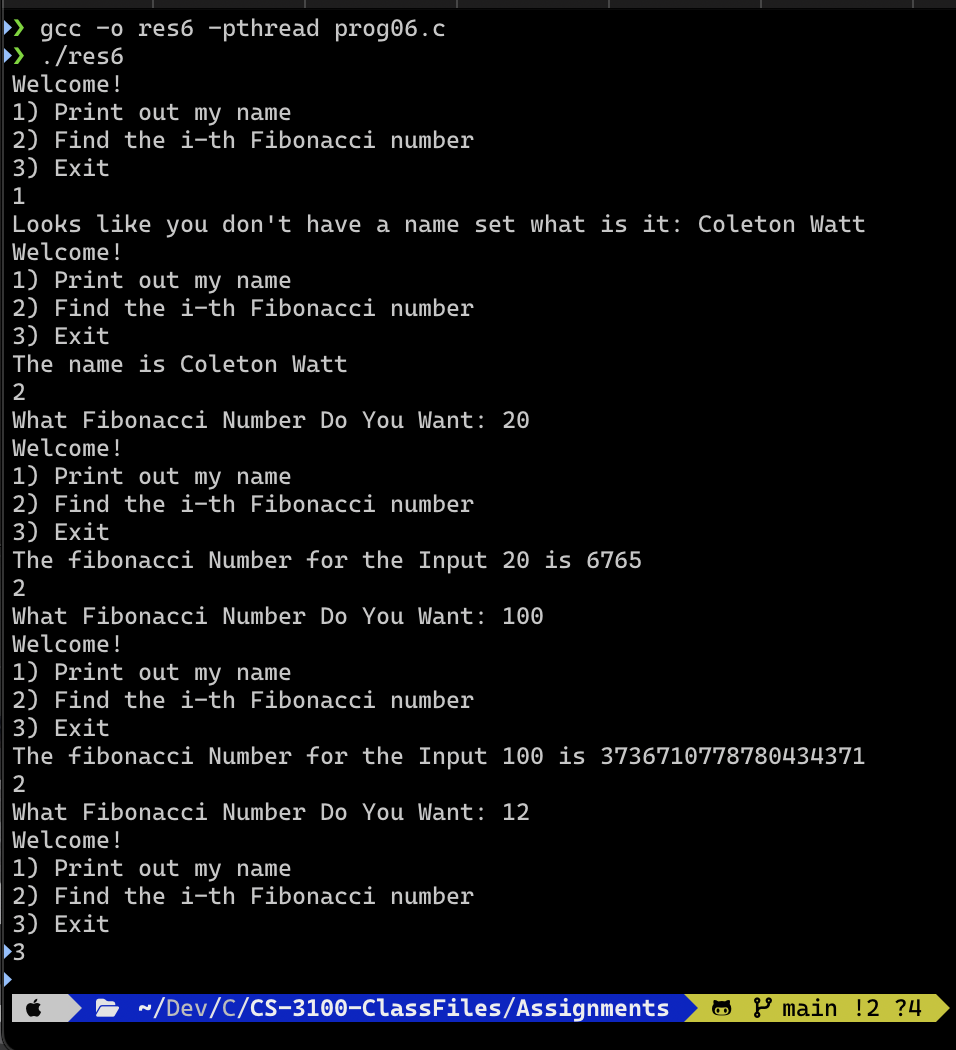 ❯ gcc -o res6 -pthread prog06.c
❯ ./res6
Welcome!
1) Print out my name
2) Find the i-th Fibonacci number
3) Exit
1
Looks like you don't have a name set what is it: Coleton Watt
Welcome!
1) Print out my name
2) Find the i-th Fibonacci number
3) Exit
The name is Coleton Watt
2
What Fibonacci Number Do You Want: 20
Welcome!
1) Print out my name
2) Find the i-th Fibonacci number
3) Exit
The fibonacci Number for the Input 20 is 6765
2
What Fibonacci Number Do You Want: 100
Welcome!
1) Print out my name
2) Find the i-th Fibonacci number
3) Exit
The fibonacci Number for the Input 100 is 3736710778780434371
2
What Fibonacci Number Do You Want: 12
Welcome!
1) Print out my name
2) Find the i-th Fibonacci number
3) Exit
3
~/Dev/C/CS-3100-ClassFiles/Assignments main !2 ?4